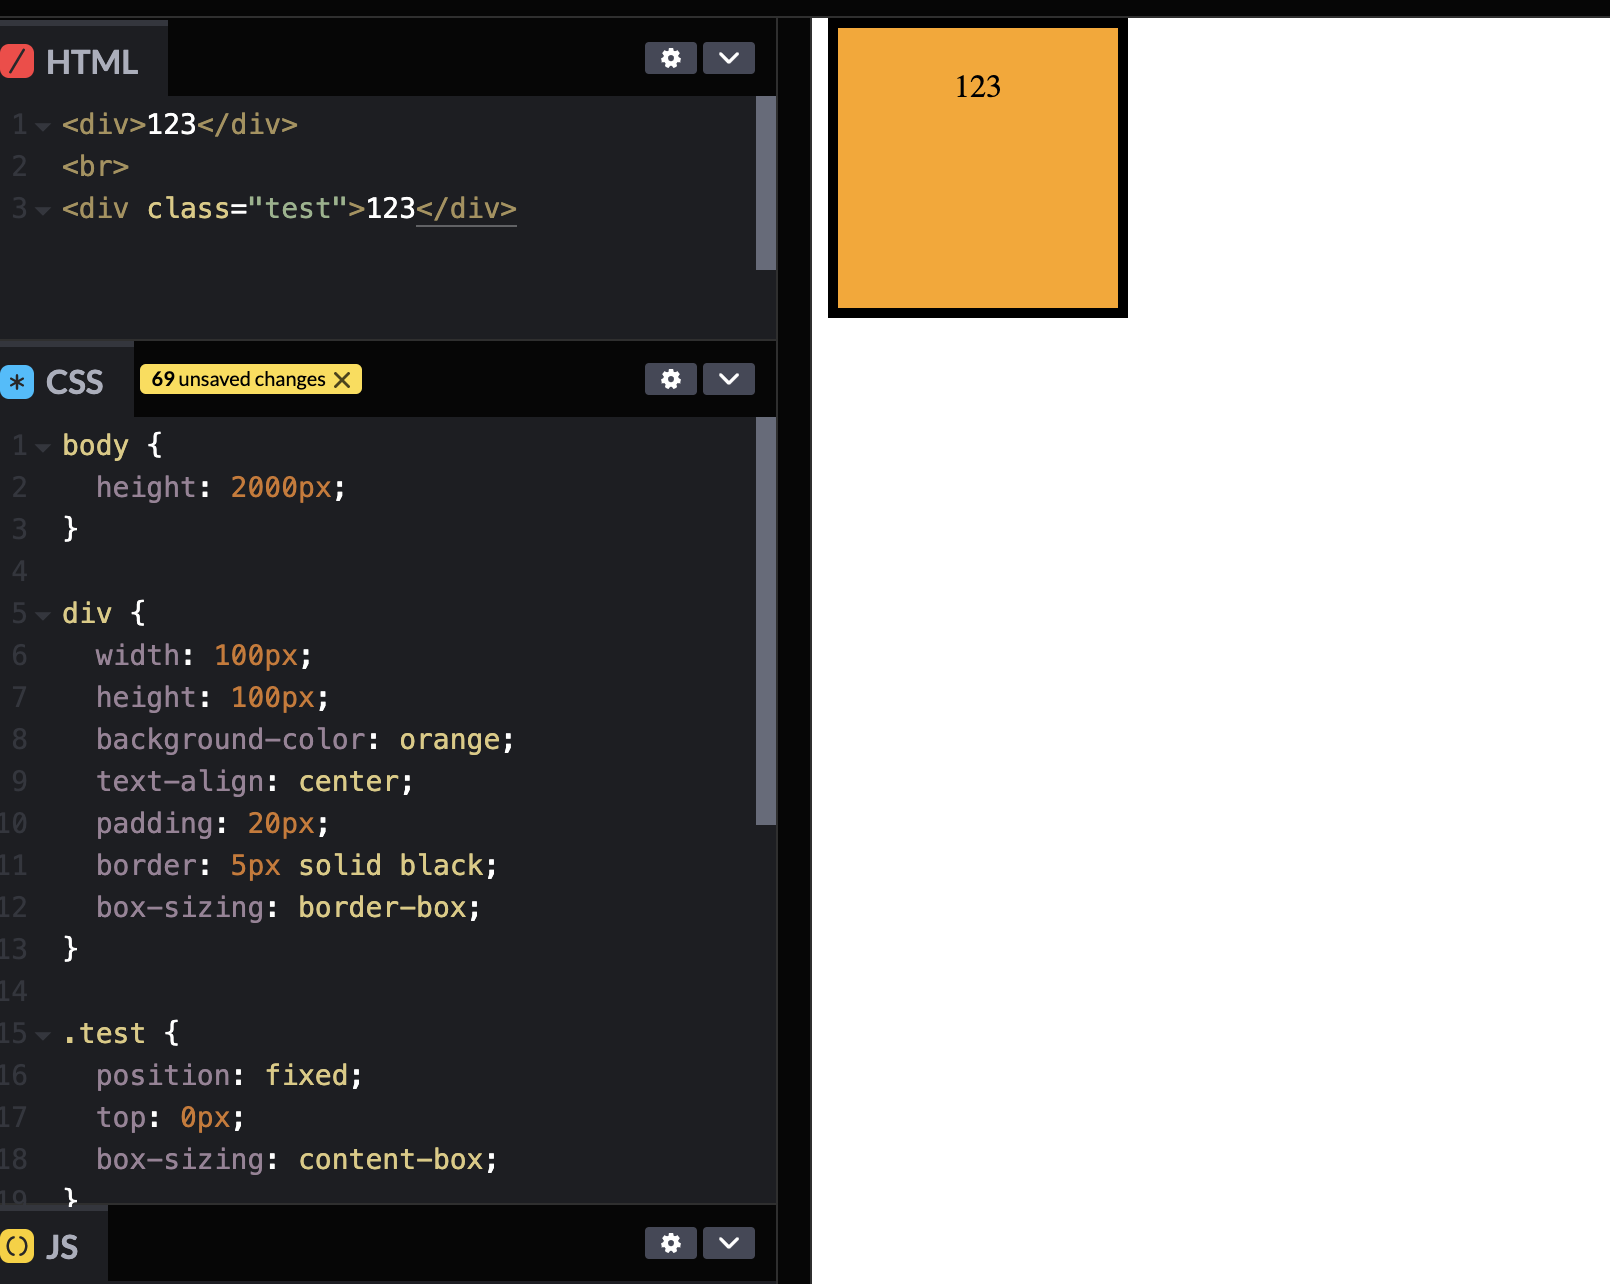 HTML
1 <div>123</div>
2 <br>
3 <div class="test">123</div>
CSS 69 unsaved changes
1 body {
2 height: 2000px;
3 }
4
5 div {
6 width: 100px;
7 height: 100px;
8 background-color: orange;
9 text-align: center;
10 padding: 20px;
11 border: 5px solid black;
12 box-sizing: border-box;
13 }
14
15 .test {
16 position: fixed;
17 top: 0px;
18 box-sizing: content-box;
19 }
JS
123